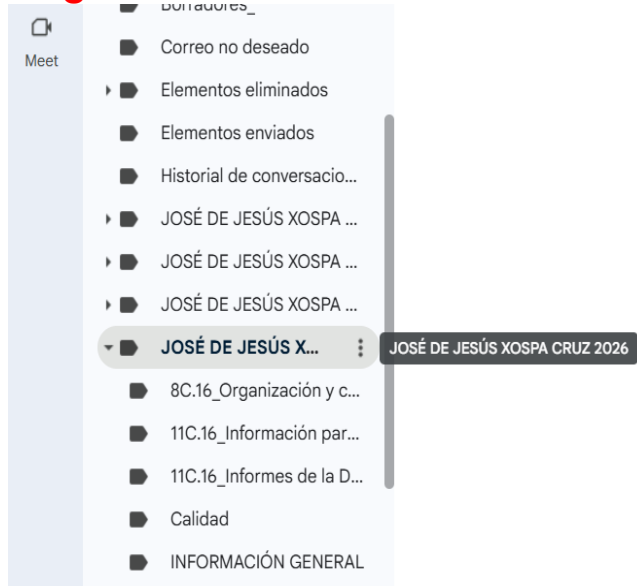 Borradores_
Meet
Correo no deseado
Elementos eliminados
Elementos enviados
Historial de conversacio...
JOSÉ DE JESÚS XOSPA ...
JOSÉ DE JESÚS XOSPA ...
JOSÉ DE JESÚS XOSPA ...
JOSÉ DE JESÚS X...
JOSÉ DE JESÚS XOSPA CRUZ 2026
8C.16_Organización y c...
11C.16_Información par...
11C.16_Informes de la D...
Calidad
INFORMACIÓN GENERAL